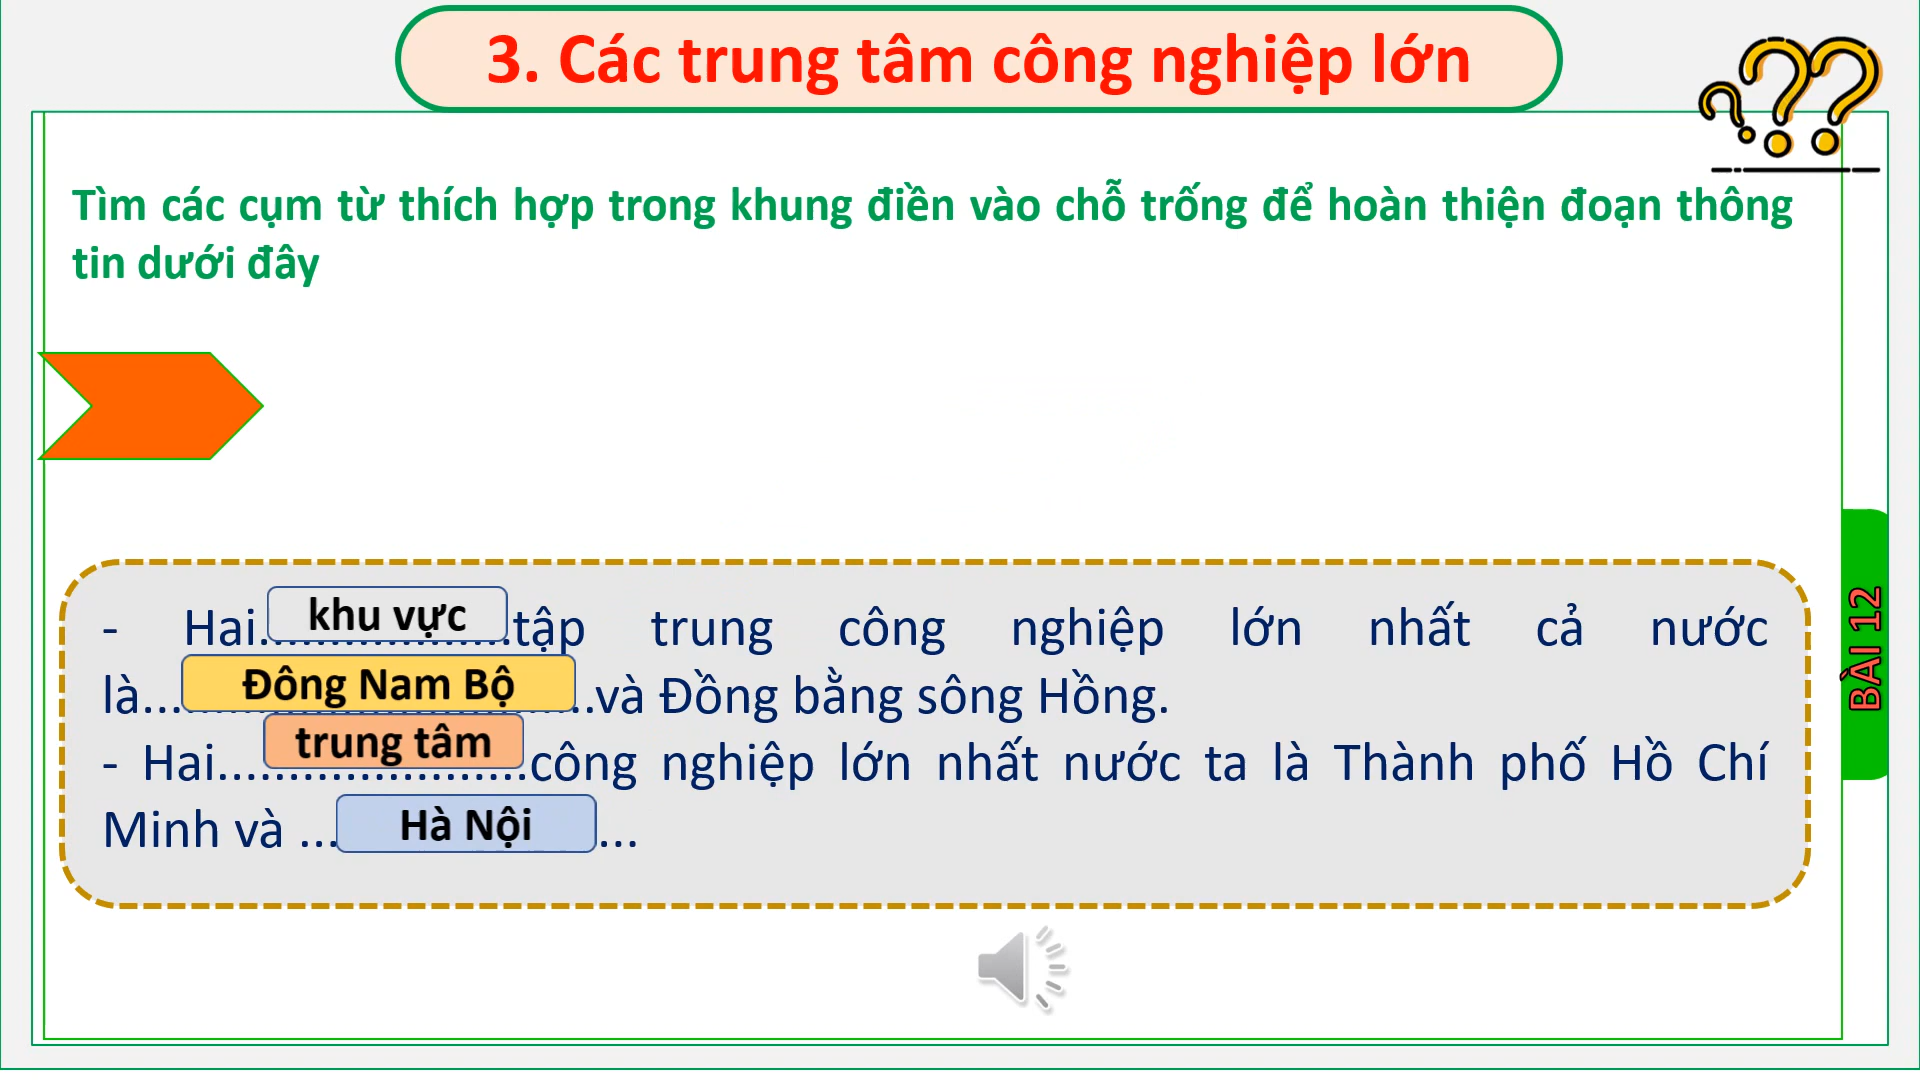 3. Các trung tâm công nghiệp lớn
Tìm các cụm từ thích hợp trong khung điền vào chỗ trống để hoàn thiện đoạn thông
tin dưới đây
- Hai. khu vực .tập trung công nghiệp lớn nhất cả nước
là... Đông Nam Bộ ..và Đồng bằng sông Hồng.
- Hai...... trung tâm ......công nghiệp lớn nhất nước ta là Thành phố Hồ Chí
Minh và ... Hà Nội ...
BÀI 12